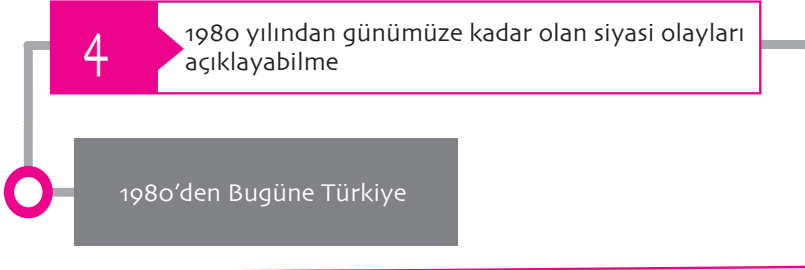 4
1980 yılından günümüze kadar olan siyasi olayları
açıklayabilme
1980'den Bugüne Türkiye